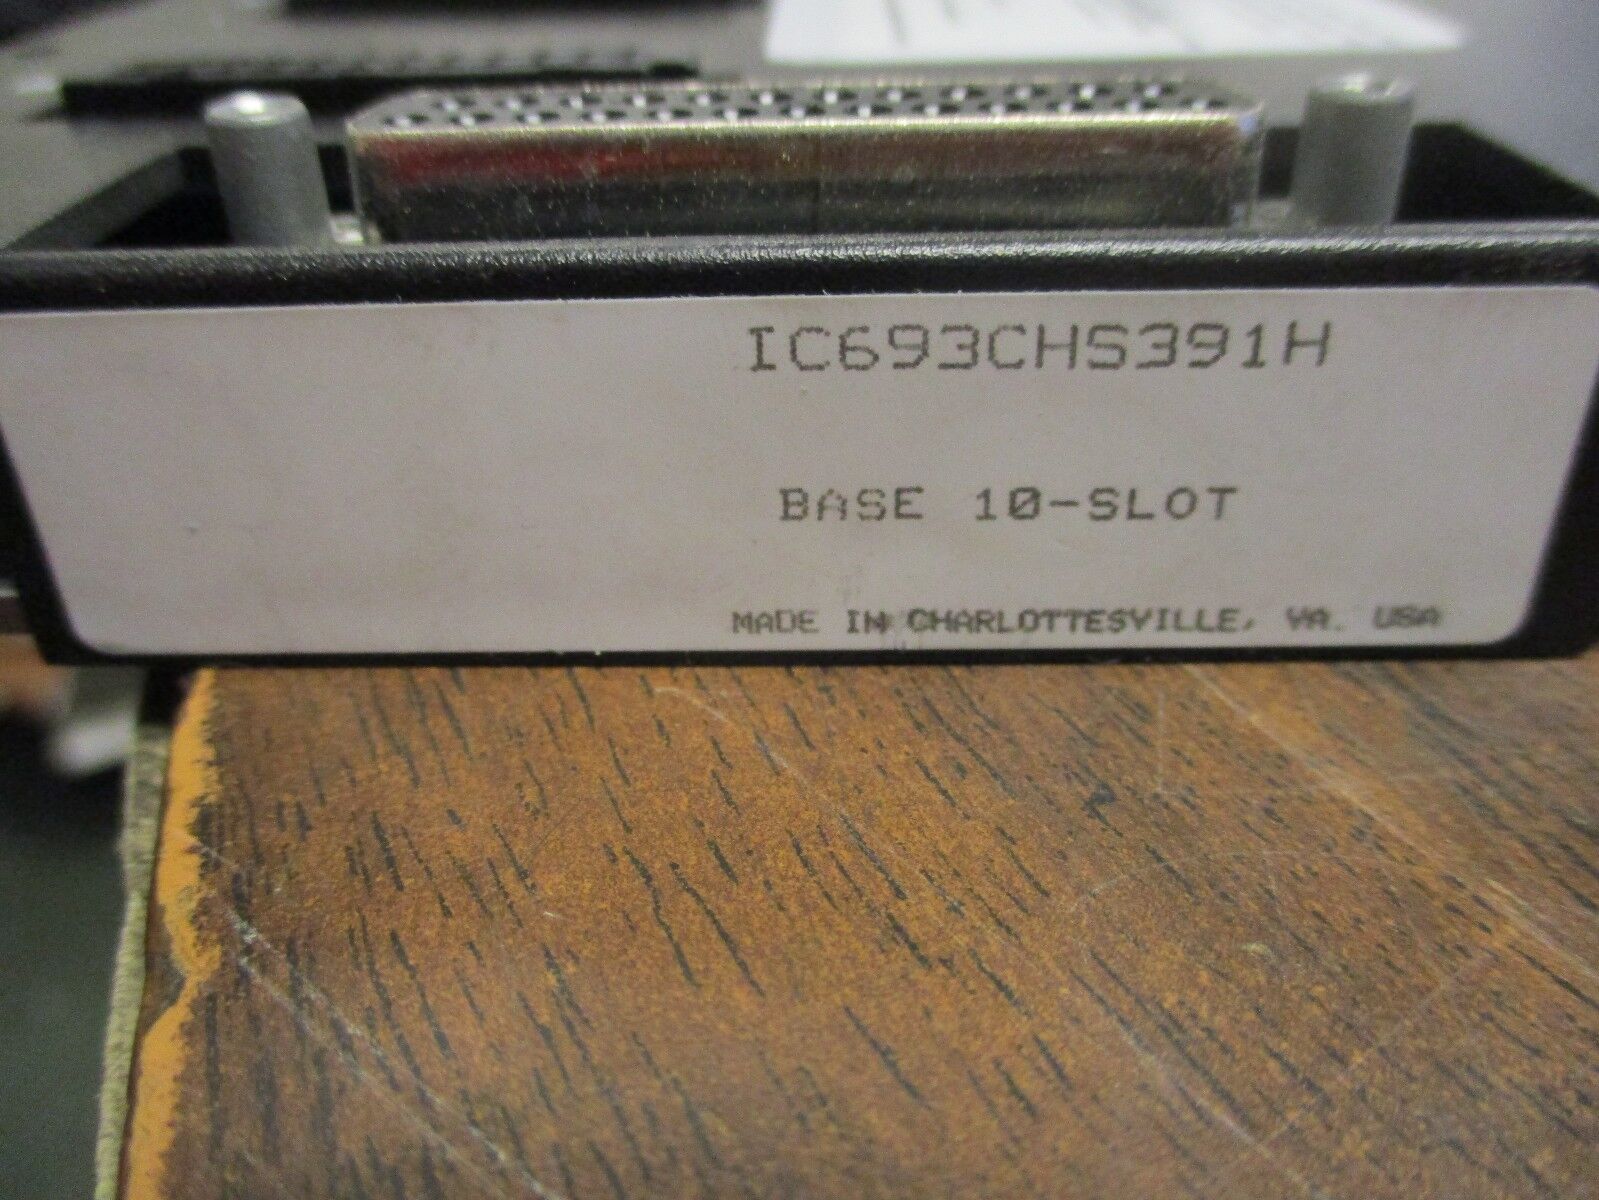 IC693CHS391H
BASE 10-SLOT
MADE IN CHARLOTTESVILLE, VA. USA